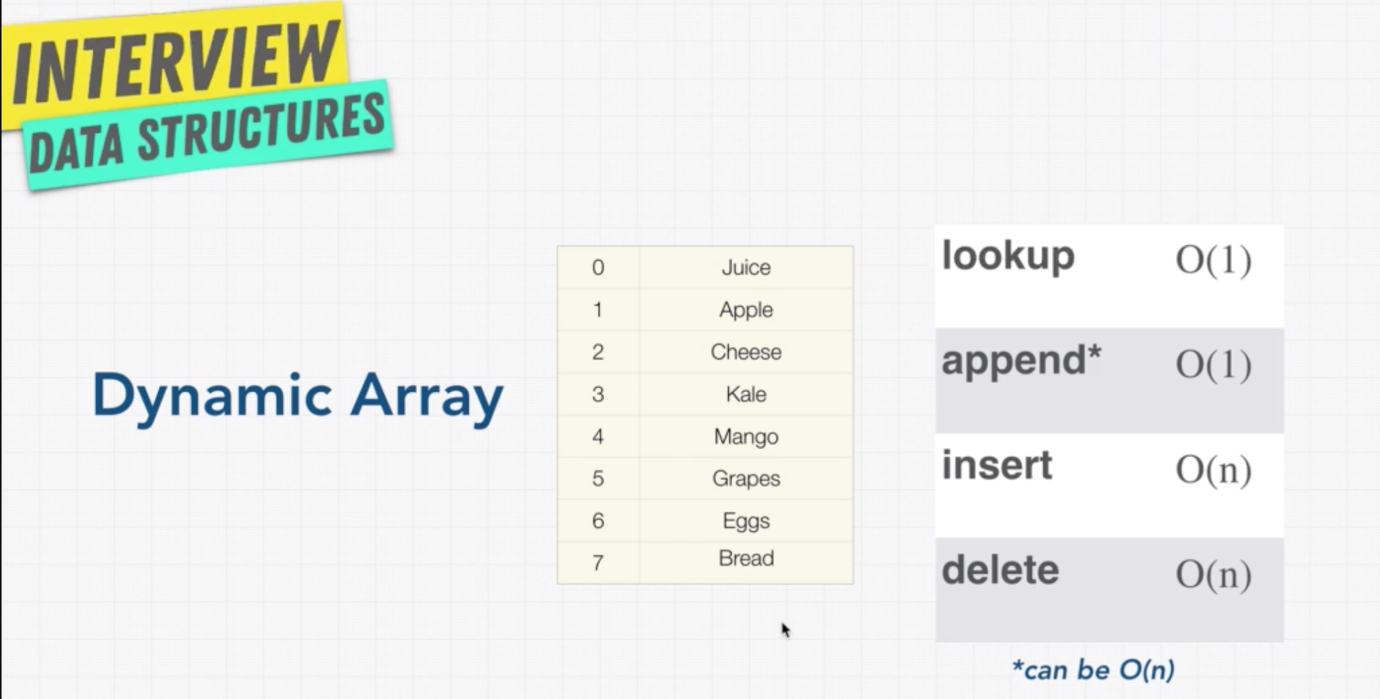 INTERVIEW
DATA STRUCTURES
Dynamic Array
0 Juice
1 Apple
2 Cheese
3 Kale
4 Mango
5 Grapes
6 Eggs
7 Bread
lookup O(1)
append* O(1)
insert O(n)
delete O(n)
*can be O(n)